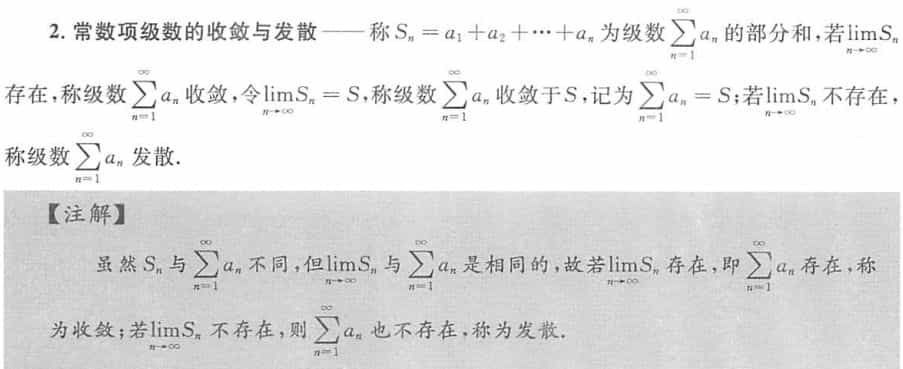 2. 常数项级数的收敛与发散——称 $S_n=a_1+a_2+\cdots+a_n$ 为级数 $\sum_{n=1}^{\infty}a_n$ 的部分和,若 $\lim_{n\to\infty}S_n$
存在,称级数 $\sum_{n=1}^{\infty}a_n$ 收敛,令 $\lim_{n\to\infty}S_n=S$,称级数 $\sum_{n=1}^{\infty}a_n$ 收敛于 $S$,记为 $\sum_{n=1}^{\infty}a_n=S$;若 $\lim_{n\to\infty}S_n$ 不存在,
称级数 $\sum_{n=1}^{\infty}a_n$ 发散.
【注解】
虽然 $S_n$ 与 $\sum_{n=1}^{\infty}a_n$ 不同,但 $\lim_{n\to\infty}S_n$ 与 $\sum_{n=1}^{\infty}a_n$ 是相同的,故若 $\lim_{n\to\infty}S_n$ 存在,即 $\sum_{n=1}^{\infty}a_n$ 存在,称
为收敛;若 $\lim_{n\to\infty}S_n$ 不存在,则 $\sum_{n=1}^{\infty}a_n$ 也不存在,称为发散.